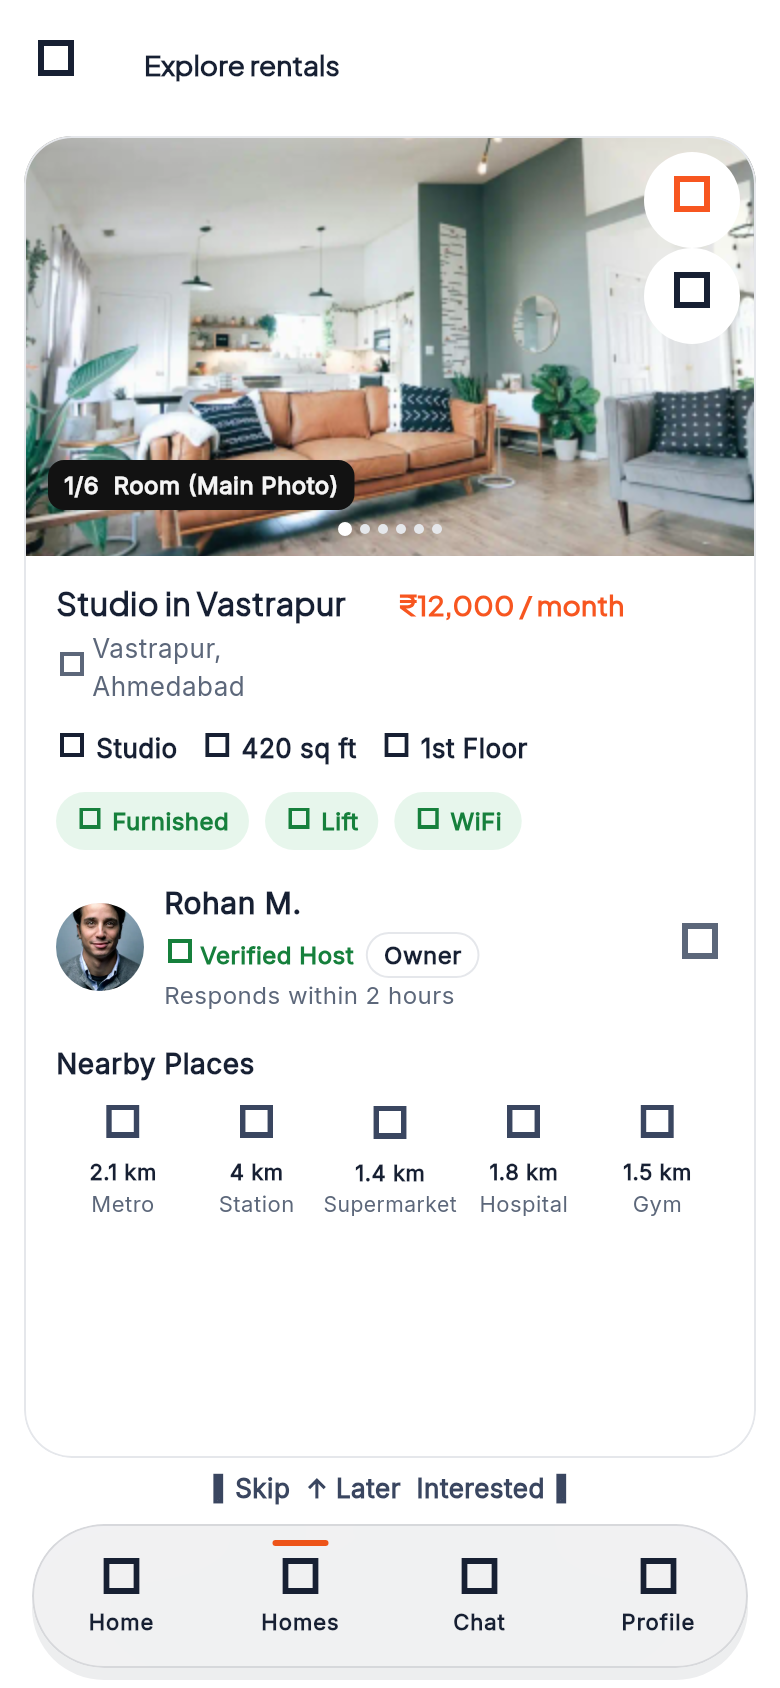 Explore rentals
1/6 Room (Main Photo)
Studio in Vastrapur ₹12,000 / month
Vastrapur,
Ahmedabad
Studio 420 sq ft 1st Floor
Furnished Lift WiFi
Rohan M.
Verified Host Owner
Responds within 2 hours
Nearby Places
2.1 km 4 km 1.4 km 1.8 km 1.5 km
Metro Station Supermarket Hospital Gym
Skip ↑ Later Interested
Home Homes Chat Profile